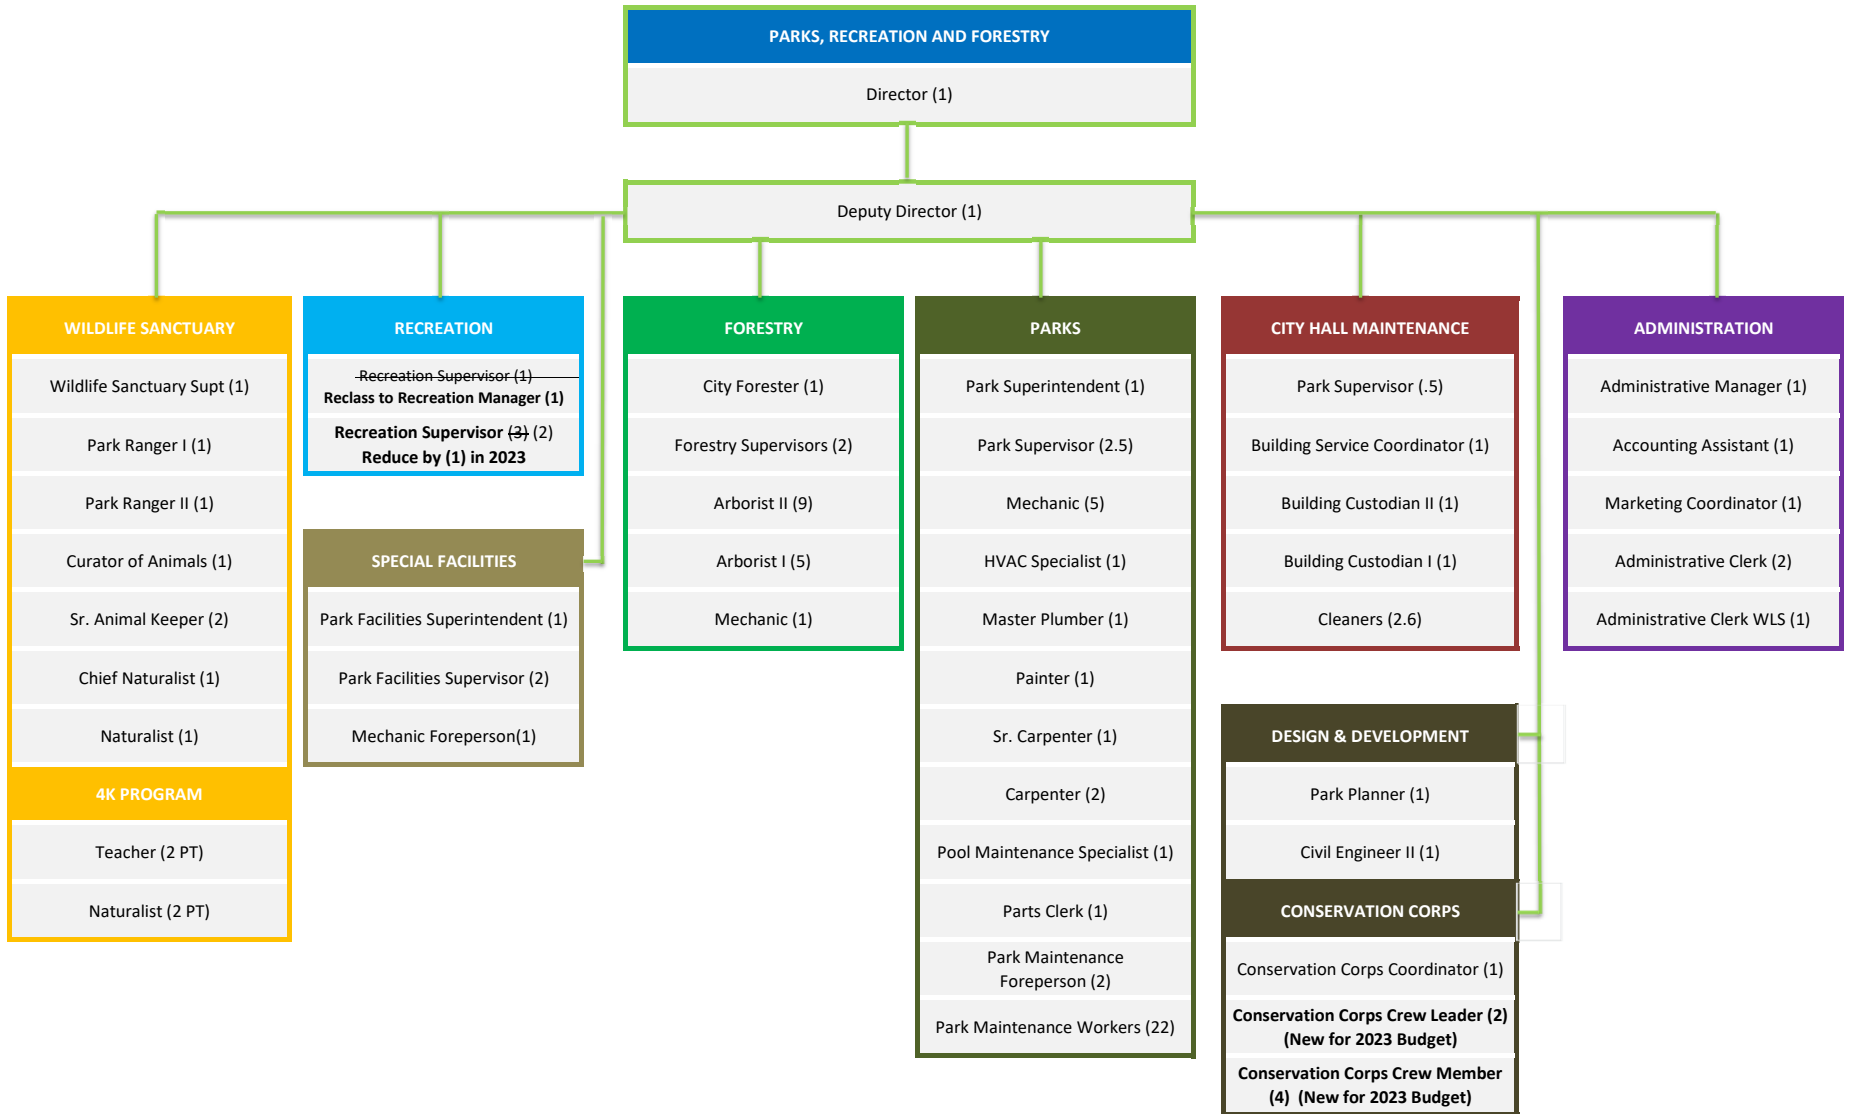 PARKS, RECREATION AND FORESTRY
Director (1)
Deputy Director (1)
WILDLIFE SANCTUARY
Wildlife Sanctuary Supt (1)
Park Ranger I (1)
Park Ranger II (1)
Curator of Animals (1)
Sr. Animal Keeper (2)
Chief Naturalist (1)
Naturalist (1)
4K PROGRAM
Teacher (2 PT)
Naturalist (2 PT)
RECREATION
Recreation Supervisor (1)
Reclass to Recreation Manager (1)
Recreation Supervisor (3) (2)
Reduce by (1) in 2023
SPECIAL FACILITIES
Park Facilities Superintendent (1)
Park Facilities Supervisor (2)
Mechanic Foreperson(1)
FORESTRY
City Forester (1)
Forestry Supervisors (2)
Arborist II (9)
Arborist I (5)
Mechanic (1)
PARKS
Park Superintendent (1)
Park Supervisor (2.5)
Mechanic (5)
HVAC Specialist (1)
Master Plumber (1)
Painter (1)
Sr. Carpenter (1)
Carpenter (2)
Pool Maintenance Specialist (1)
Parts Clerk (1)
Park Maintenance
Foreperson (2)
Park Maintenance Workers (22)
CITY HALL MAINTENANCE
Park Supervisor (.5)
Building Service Coordinator (1)
Building Custodian II (1)
Building Custodian I (1)
Cleaners (2.6)
DESIGN & DEVELOPMENT
Park Planner (1)
Civil Engineer II (1)
CONSERVATION CORPS
Conservation Corps Coordinator (1)
Conservation Corps Crew Leader (2)
(New for 2023 Budget)
Conservation Corps Crew Member
(4) (New for 2023 Budget)
ADMINISTRATION
Administrative Manager (1)
Accounting Assistant (1)
Marketing Coordinator (1)
Administrative Clerk (2)
Administrative Clerk WLS (1)